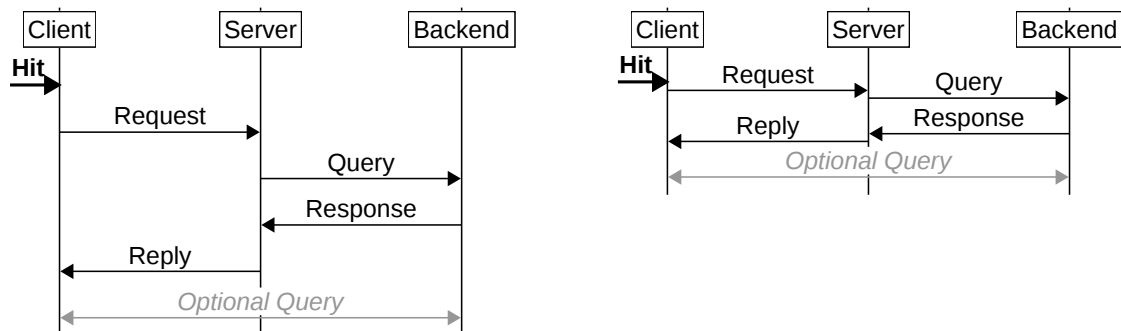 Client Server Backend
Hit
Request
Query
Response
Reply
Optional Query
Client Server Backend
Hit
Request
Query
Response
Reply
Optional Query